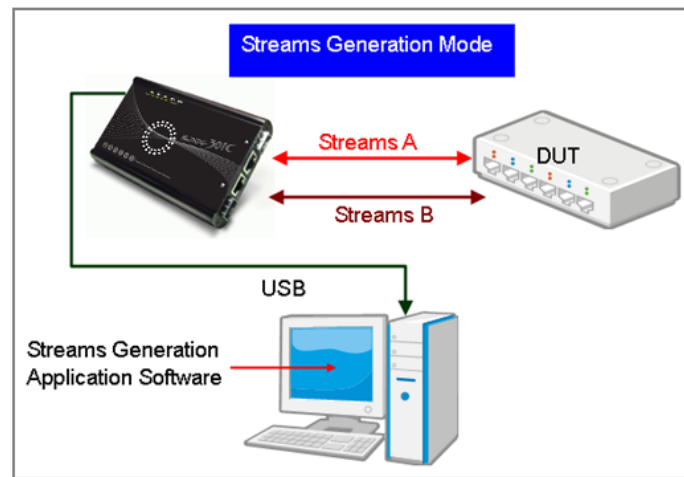 Streams Generation Mode
Streams A
DUT
Streams B
USB
Streams Generation
Application Software